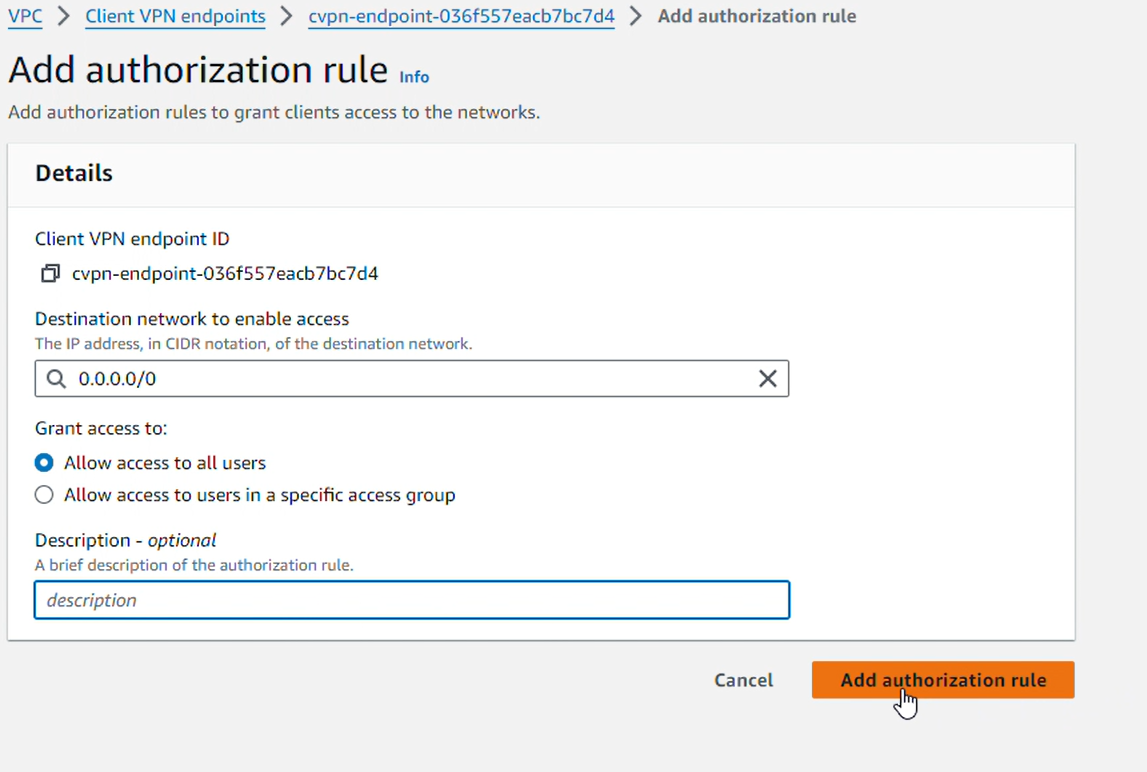 VPC > Client VPN endpoints > cvpn-endpoint-036f557eacb7bc7d4 > Add authorization rule
Add authorization rule Info
Add authorization rules to grant clients access to the networks.
Details
Client VPN endpoint ID
cvpn-endpoint-036f557eacb7bc7d4
Destination network to enable access
The IP address, in CIDR notation, of the destination network.
0.0.0.0/0
Grant access to:
Allow access to all users
Allow access to users in a specific access group
Description - optional
A brief description of the authorization rule.
description
Cancel Add authorization rule